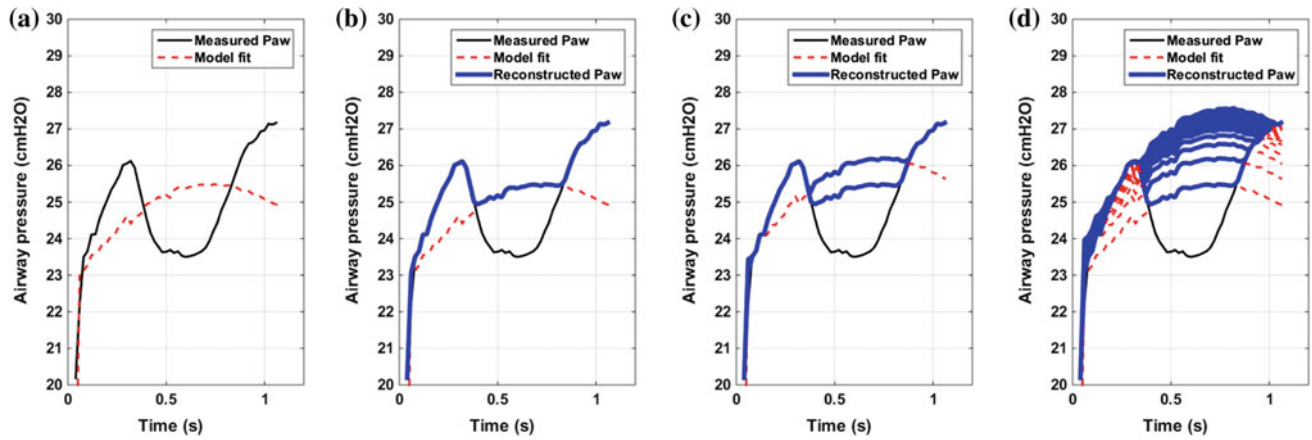 (a)
30
29
28
27
26
25
24
23
22
21
20
Airway pressure (cmH2O)
0
0.5
1
Time (s)
Measured Paw
Model fit
(b)
30
29
28
27
26
25
24
23
22
21
20
Airway pressure (cmH2O)
0
0.5
1
Time (s)
Measured Paw
Model fit
Reconstructed Paw
(c)
30
29
28
27
26
25
24
23
22
21
20
Airway pressure (cmH2O)
0
0.5
1
Time (s)
Measured Paw
Model fit
Reconstructed Paw
(d)
30
29
28
27
26
25
24
23
22
21
20
Airway pressure (cmH2O)
0
0.5
1
Time (s)
Measured Paw
Model fit
Reconstructed Paw